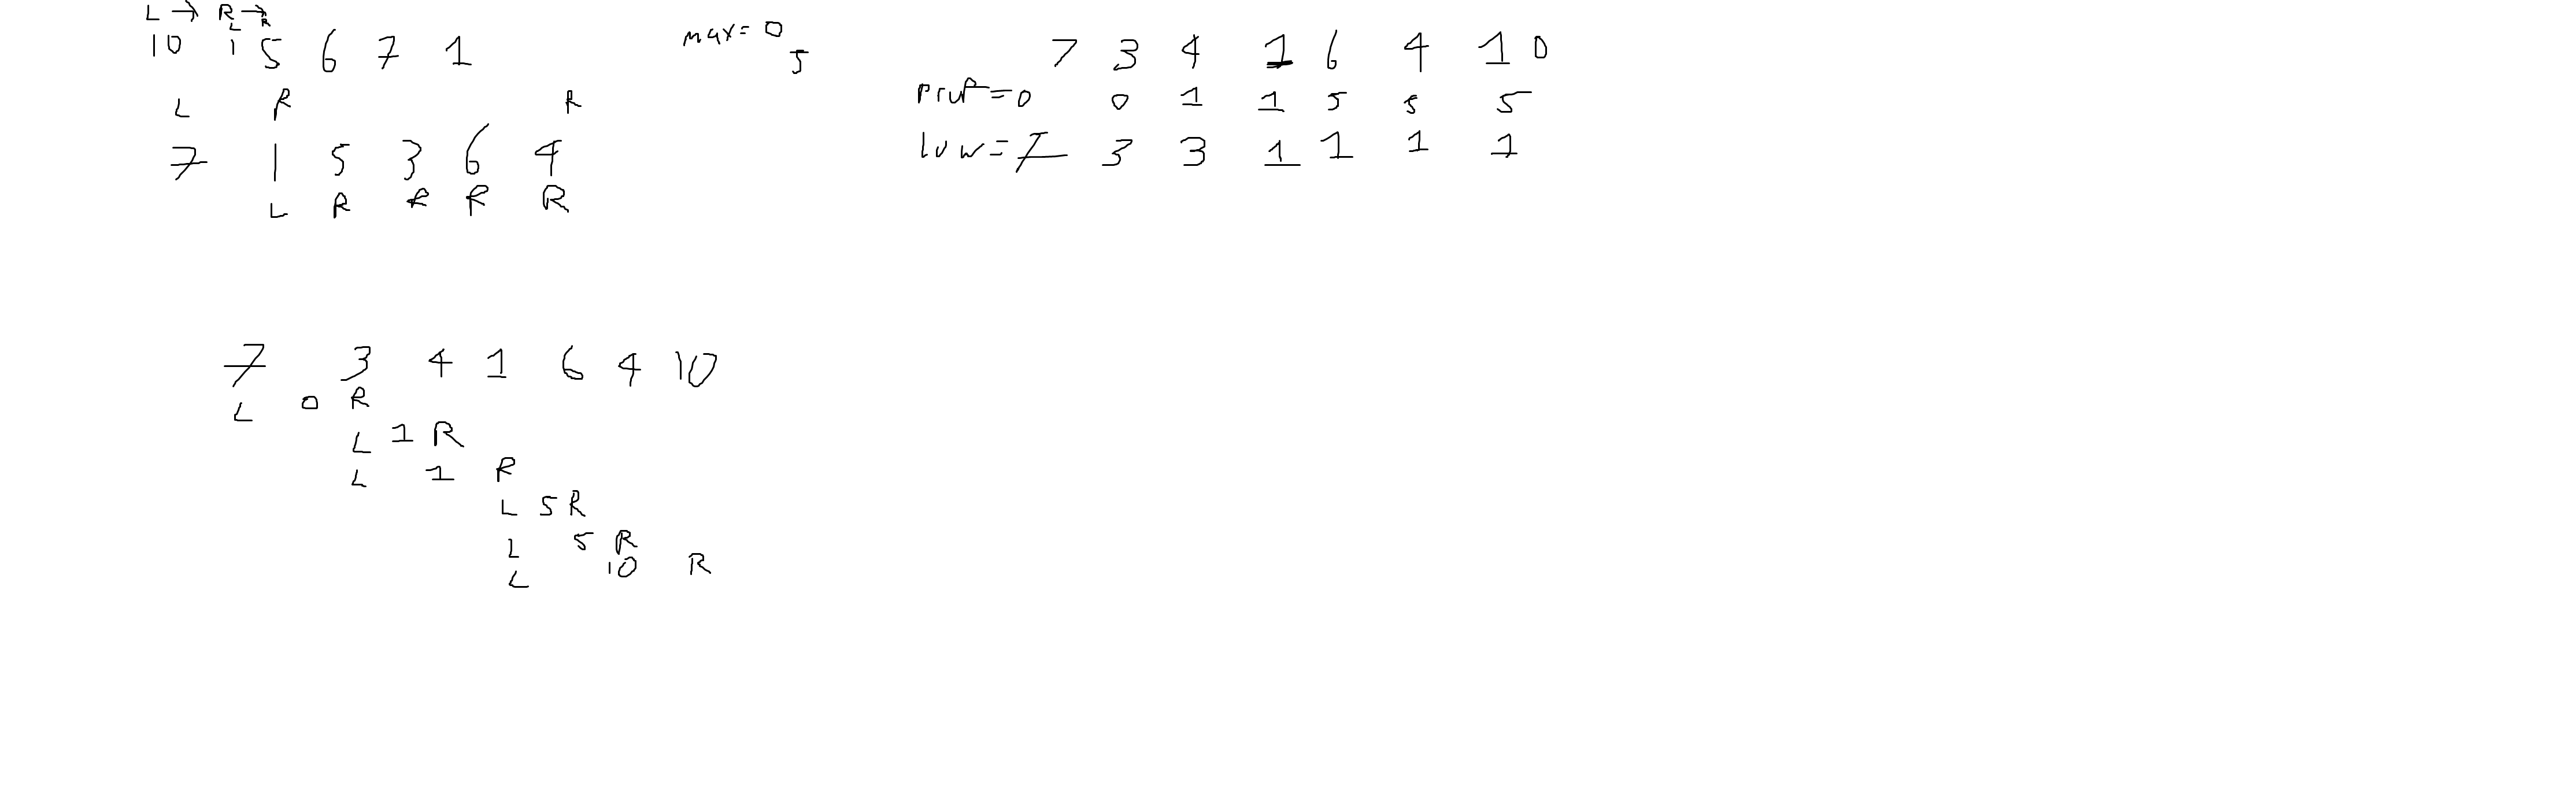 L → R →
L R
10 1 5 6 7 1
L R R
7 1 5 3 6 4
L R R R R
max= 0
5
7 3 4 1 6 4 10
prof=0 0 1 1 5 5 5
low=7 3 3 1 1 1 1
7 3 4 1 6 4 10
L 0 R
L 1 R
L 1 R
L 5 R
L 5 R
L 10 R